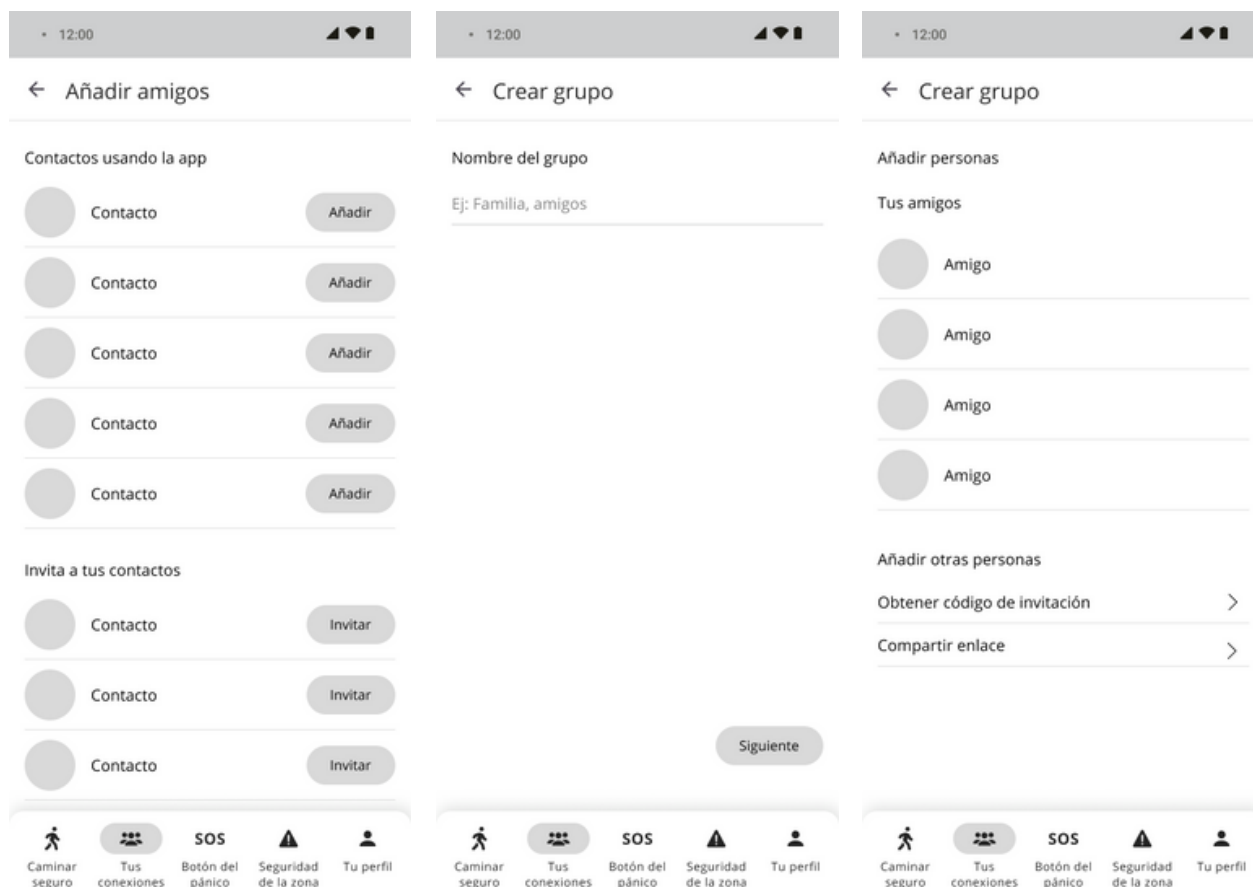 12:00
Añadir amigos
Contactos usando la app
Contacto
Añadir
Contacto
Añadir
Contacto
Añadir
Contacto
Añadir
Contacto
Añadir
Invita a tus contactos
Contacto
Invitar
Contacto
Invitar
Contacto
Invitar
Caminar
seguro
Tus
conexiones
SOS
Botón del
pánico
Seguridad
de la zona
Tu perfil
12:00
Crear grupo
Nombre del grupo
Ej: Familia, amigos
Siguiente
Caminar
seguro
Tus
conexiones
SOS
Botón del
pánico
Seguridad
de la zona
Tu perfil
12:00
Crear grupo
Añadir personas
Tus amigos
Amigo
Amigo
Amigo
Amigo
Añadir otras personas
Obtener código de invitación
Compartir enlace
Caminar
seguro
Tus
conexiones
SOS
Botón del
pánico
Seguridad
de la zona
Tu perfil